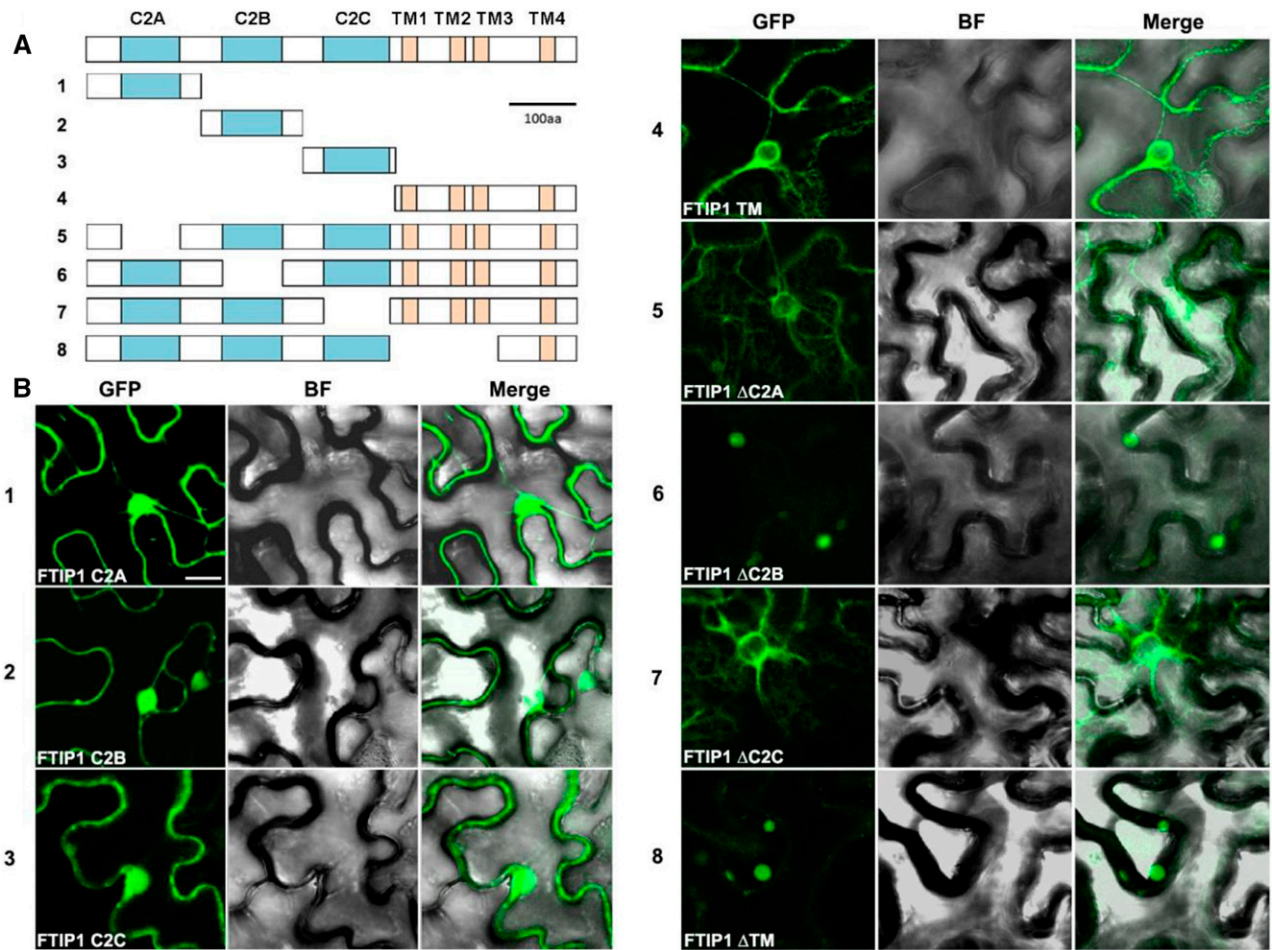 A
C2A C2B C2C TM1 TM2 TM3 TM4
1
100aa
2
3
4
5
6
7
8
B
GFP BF Merge
1
FTIP1 C2A
2
FTIP1 C2B
3
FTIP1 C2C
GFP BF Merge
4
FTIP1 TM
5
FTIP1 ΔC2A
6
FTIP1 ΔC2B
7
FTIP1 ΔC2C
8
FTIP1 ΔTM